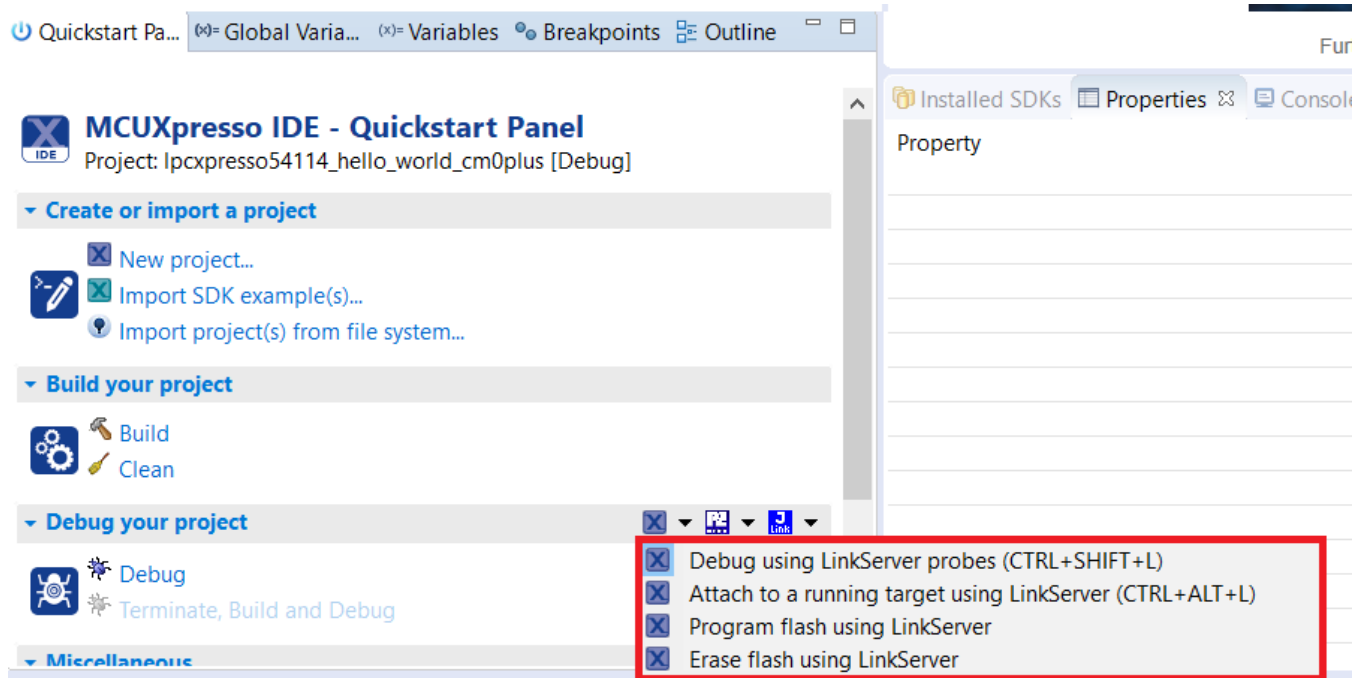 Quickstart Pa... (x)= Global Varia... (x)= Variables Breakpoints Outline
MCUXpresso IDE - Quickstart Panel
IDE
Project: lpcxpresso54114_hello_world_cm0plus [Debug]
Create or import a project
New project...
Import SDK example(s)...
Import project(s) from file system...
Build your project
Build
Clean
Debug your project
Debug
Terminate, Build and Debug
Miscellaneous
Installed SDKs Properties Console
Property
Link
Debug using LinkServer probes (CTRL+SHIFT+L)
Attach to a running target using LinkServer (CTRL+ALT+L)
Program flash using LinkServer
Erase flash using LinkServer